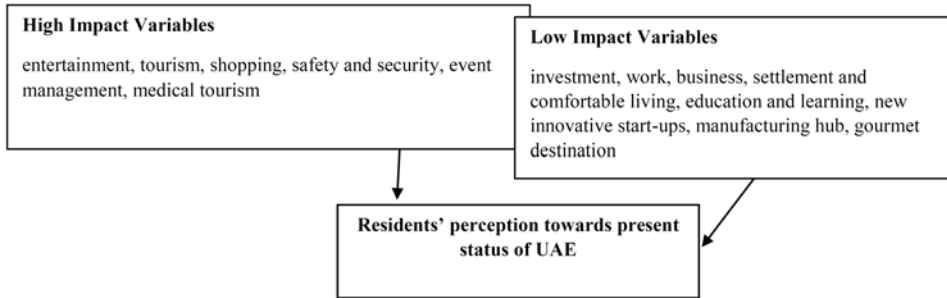 High Impact Variables
entertainment, tourism, shopping, safety and security, event
management, medical tourism
Low Impact Variables
investment, work, business, settlement and
comfortable living, education and learning, new
innovative start-ups, manufacturing hub, gourmet
destination
Residents’ perception towards present
status of UAE